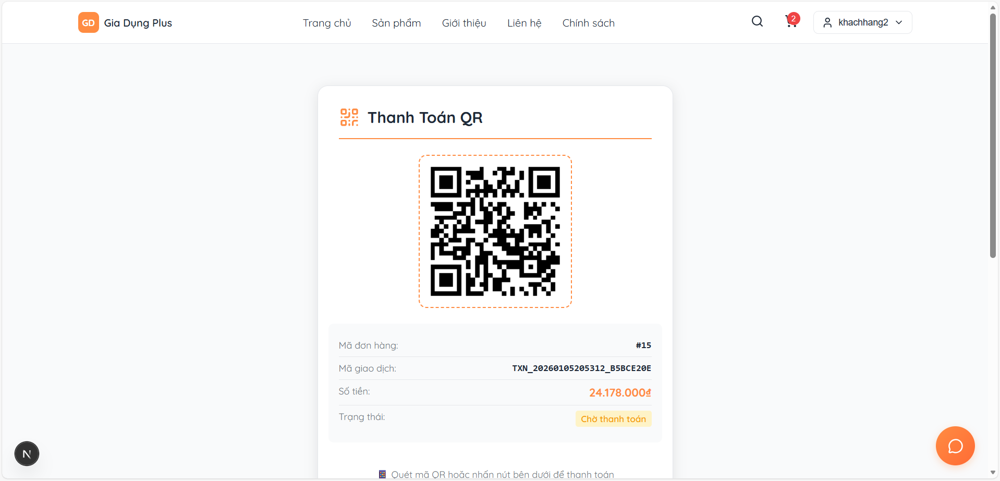 GD Gia Dụng Plus Trang chủ Sản phẩm Giới thiệu Liên hệ Chính sách 2 khachhang2
Thanh Toán QR
Mã đơn hàng: #15
Mã giao dịch: TXN_20260105205312_B5BCE20E
Số tiền: 24.178.000₫
Trạng thái: Chờ thanh toán
N
Quét mã QR hoặc nhấn nút bên dưới để thanh toán